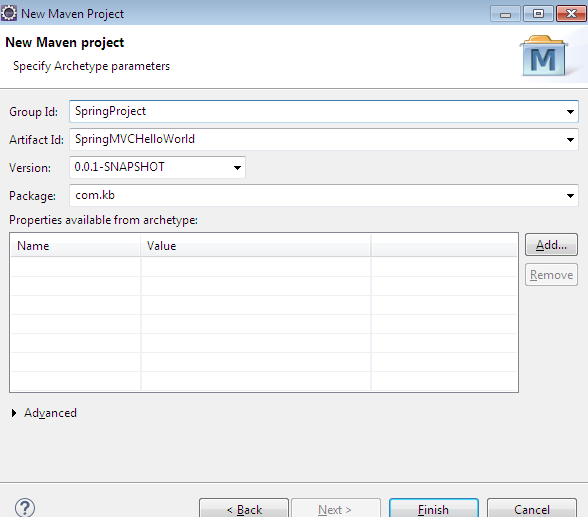 New Maven Project
New Maven project
Specify Archetype parameters
M
Group Id: SpringProject
Artifact Id: SpringMVCHelloWorld
Version: 0.0.1-SNAPSHOT
Package: com.kb
Properties available from archetype:
Name Value
Add...
Remove
Advanced
? < Back Next > Finish Cancel